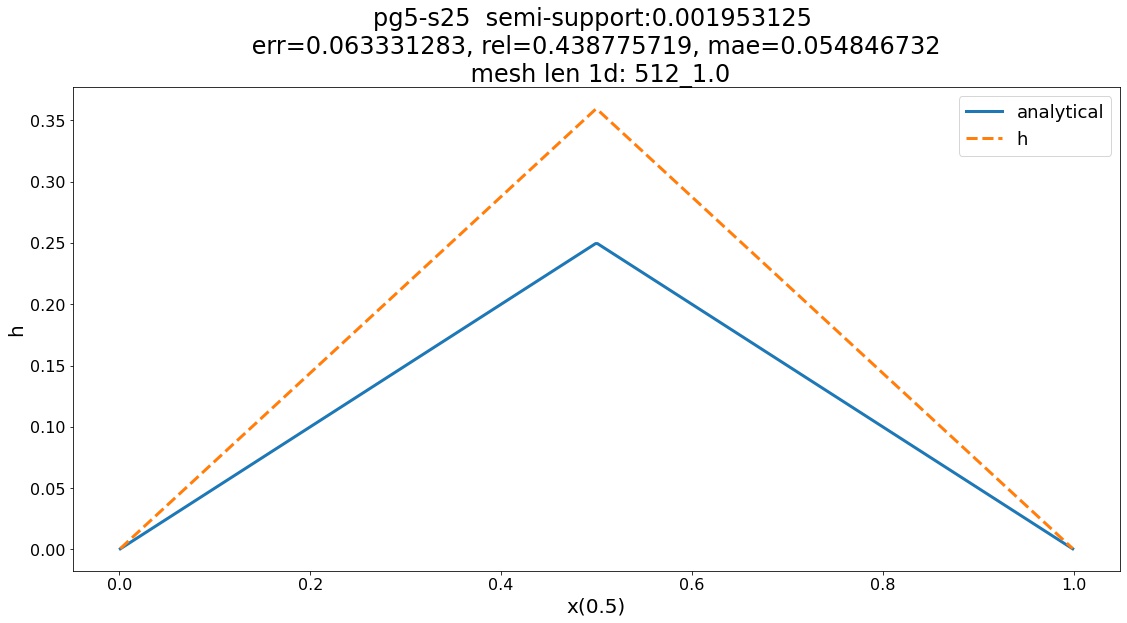 pg5-s25  semi-support:0.001953125
err=0.063331283, rel=0.438775719, mae=0.054846732
mesh len 1d: 512_1.0
analytical
h
0.35
0.30
0.25
0.20
0.15
0.10
0.05
0.00
h
0.0 0.2 0.4 0.6 0.8 1.0
x(0.5)